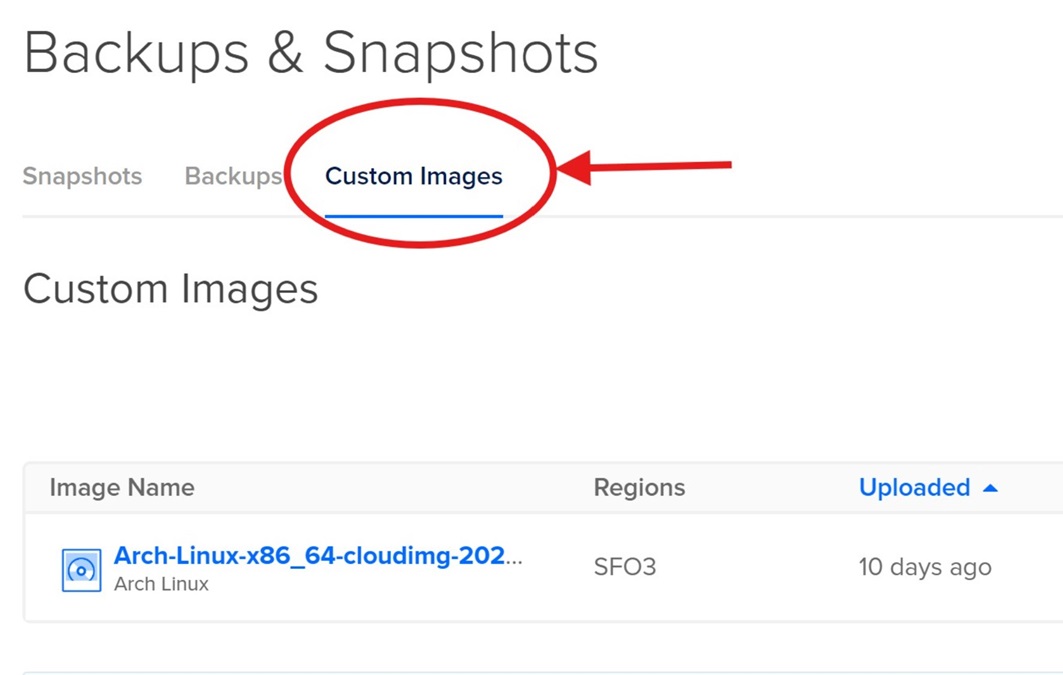 Backups & Snapshots
Snapshots Backups Custom Images
Custom Images
Image Name Regions Uploaded
Arch-Linux-x86_64-cloudimg-202... SFO3 10 days ago
Arch Linux